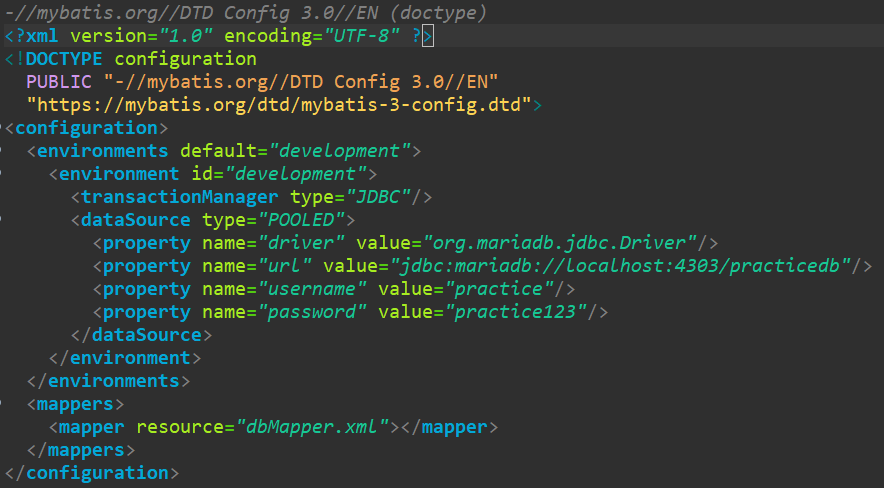 -//mybatis.org//DTD Config 3.0//EN (doctype)
<?xml version="1.0" encoding="UTF-8" ?>
<!DOCTYPE configuration
  PUBLIC "-//mybatis.org//DTD Config 3.0//EN"
  "https://mybatis.org/dtd/mybatis-3-config.dtd">
<configuration>
  <environments default="development">
    <environment id="development">
      <transactionManager type="JDBC"/>
      <dataSource type="POOLED">
        <property name="driver" value="org.mariadb.jdbc.Driver"/>
        <property name="url" value="jdbc:mariadb://localhost:4303/practicedb"/>
        <property name="username" value="practice"/>
        <property name="password" value="practice123"/>
      </dataSource>
    </environment>
  </environments>
  <mappers>
    <mapper resource="dbMapper.xml"></mapper>
  </mappers>
</configuration>